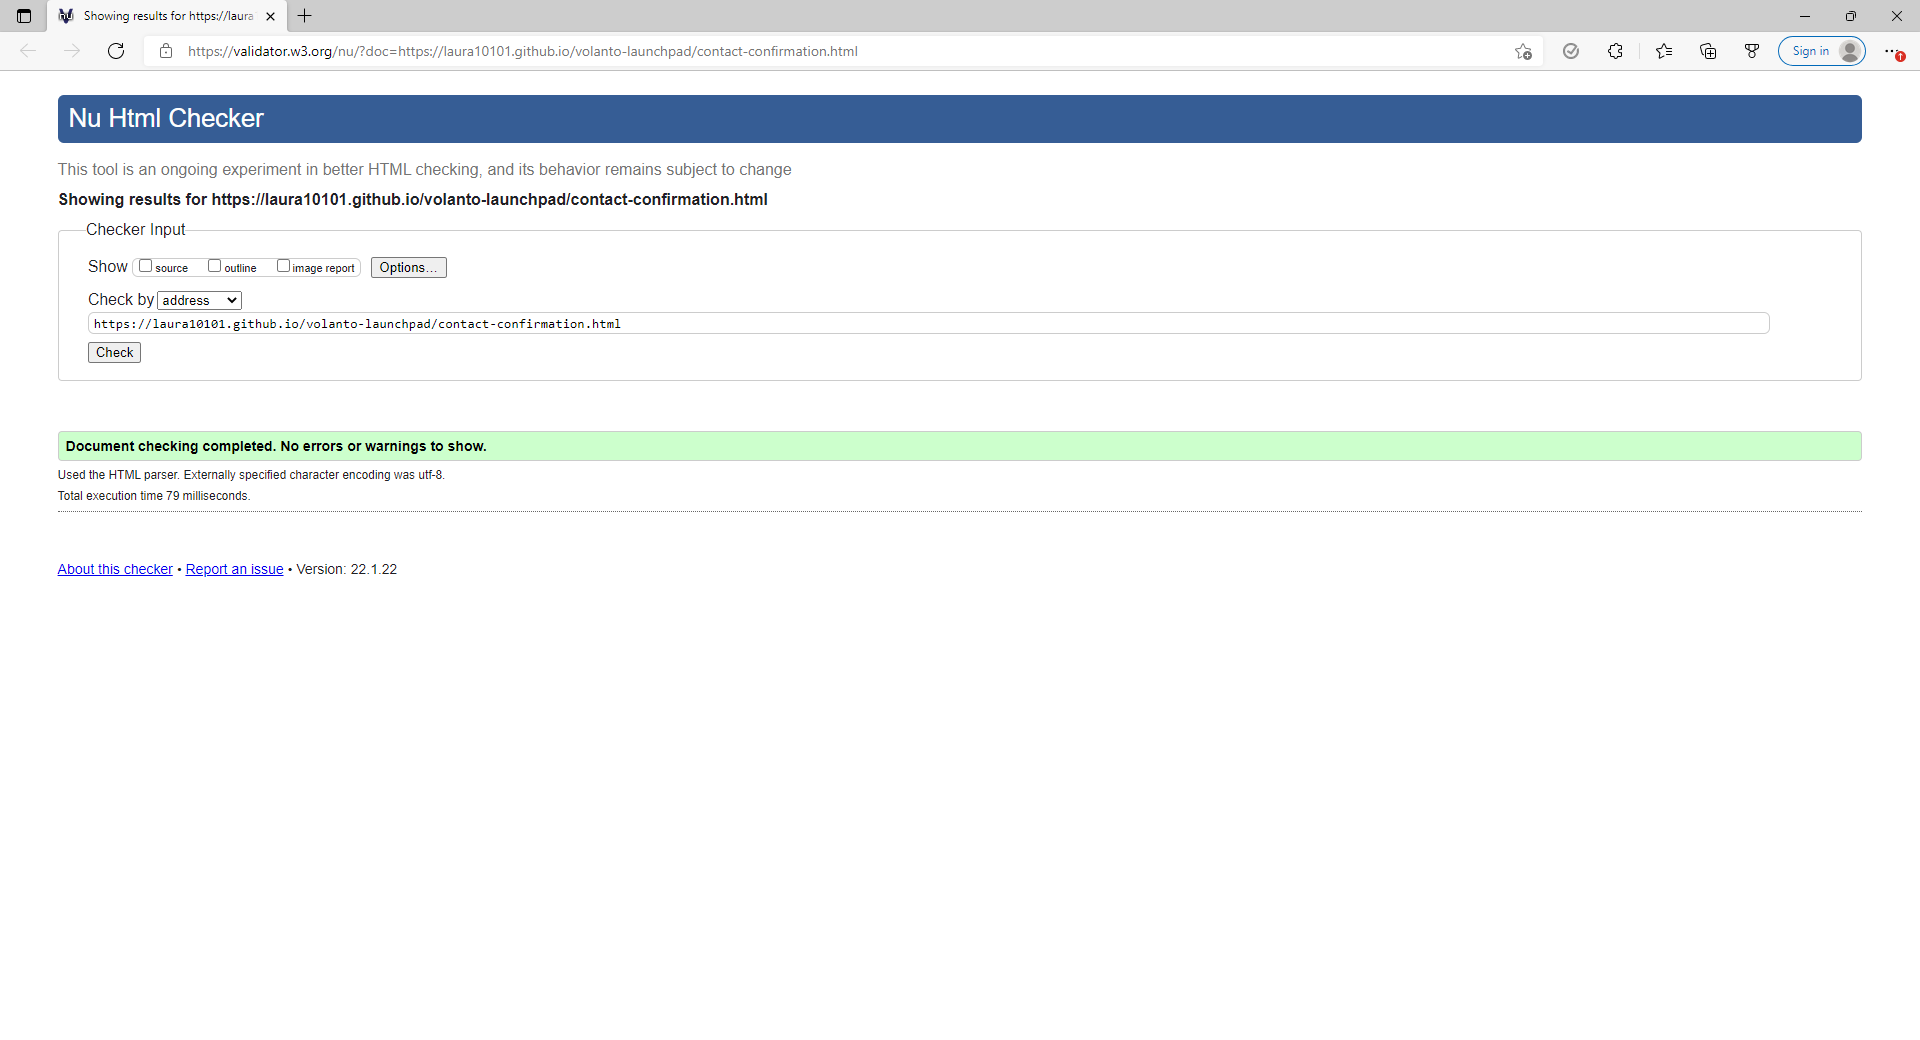 Showing results for https://laura
https://validator.w3.org/nu/?doc=https://laura10101.github.io/volanto-launchpad/contact-confirmation.html
Sign in
Nu Html Checker
This tool is an ongoing experiment in better HTML checking, and its behavior remains subject to change
Showing results for https://laura10101.github.io/volanto-launchpad/contact-confirmation.html
Checker Input
Show source outline image report Options...
Check by address
https://laura10101.github.io/volanto-launchpad/contact-confirmation.html
Check
Document checking completed. No errors or warnings to show.
Used the HTML parser. Externally specified character encoding was utf-8.
Total execution time 79 milliseconds.
About this checker • Report an issue • Version: 22.1.22